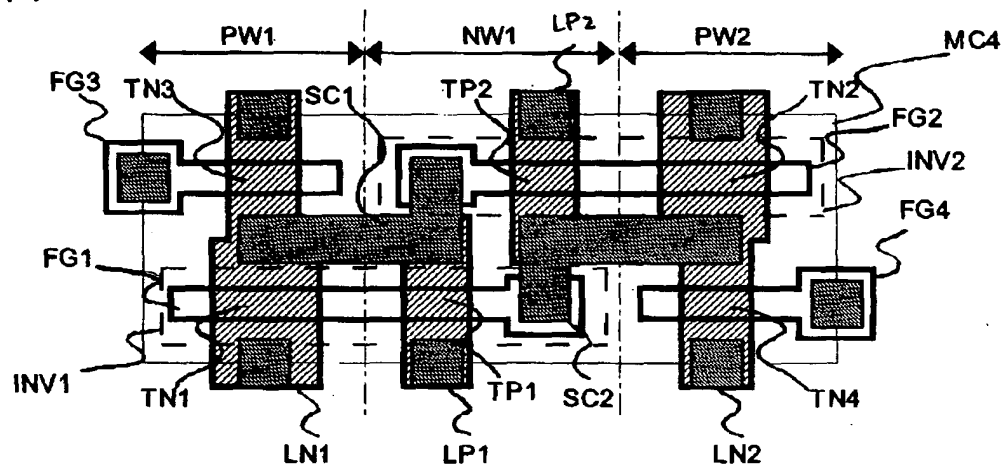 PW1 NW1 LP2 PW2 MC4
FG3 TN3 SC1 TP2 TN2
FG2
INV2
FG4
FG1
INV1 TN1 TP1 SC2 TN4
LN1 LP1 LN2